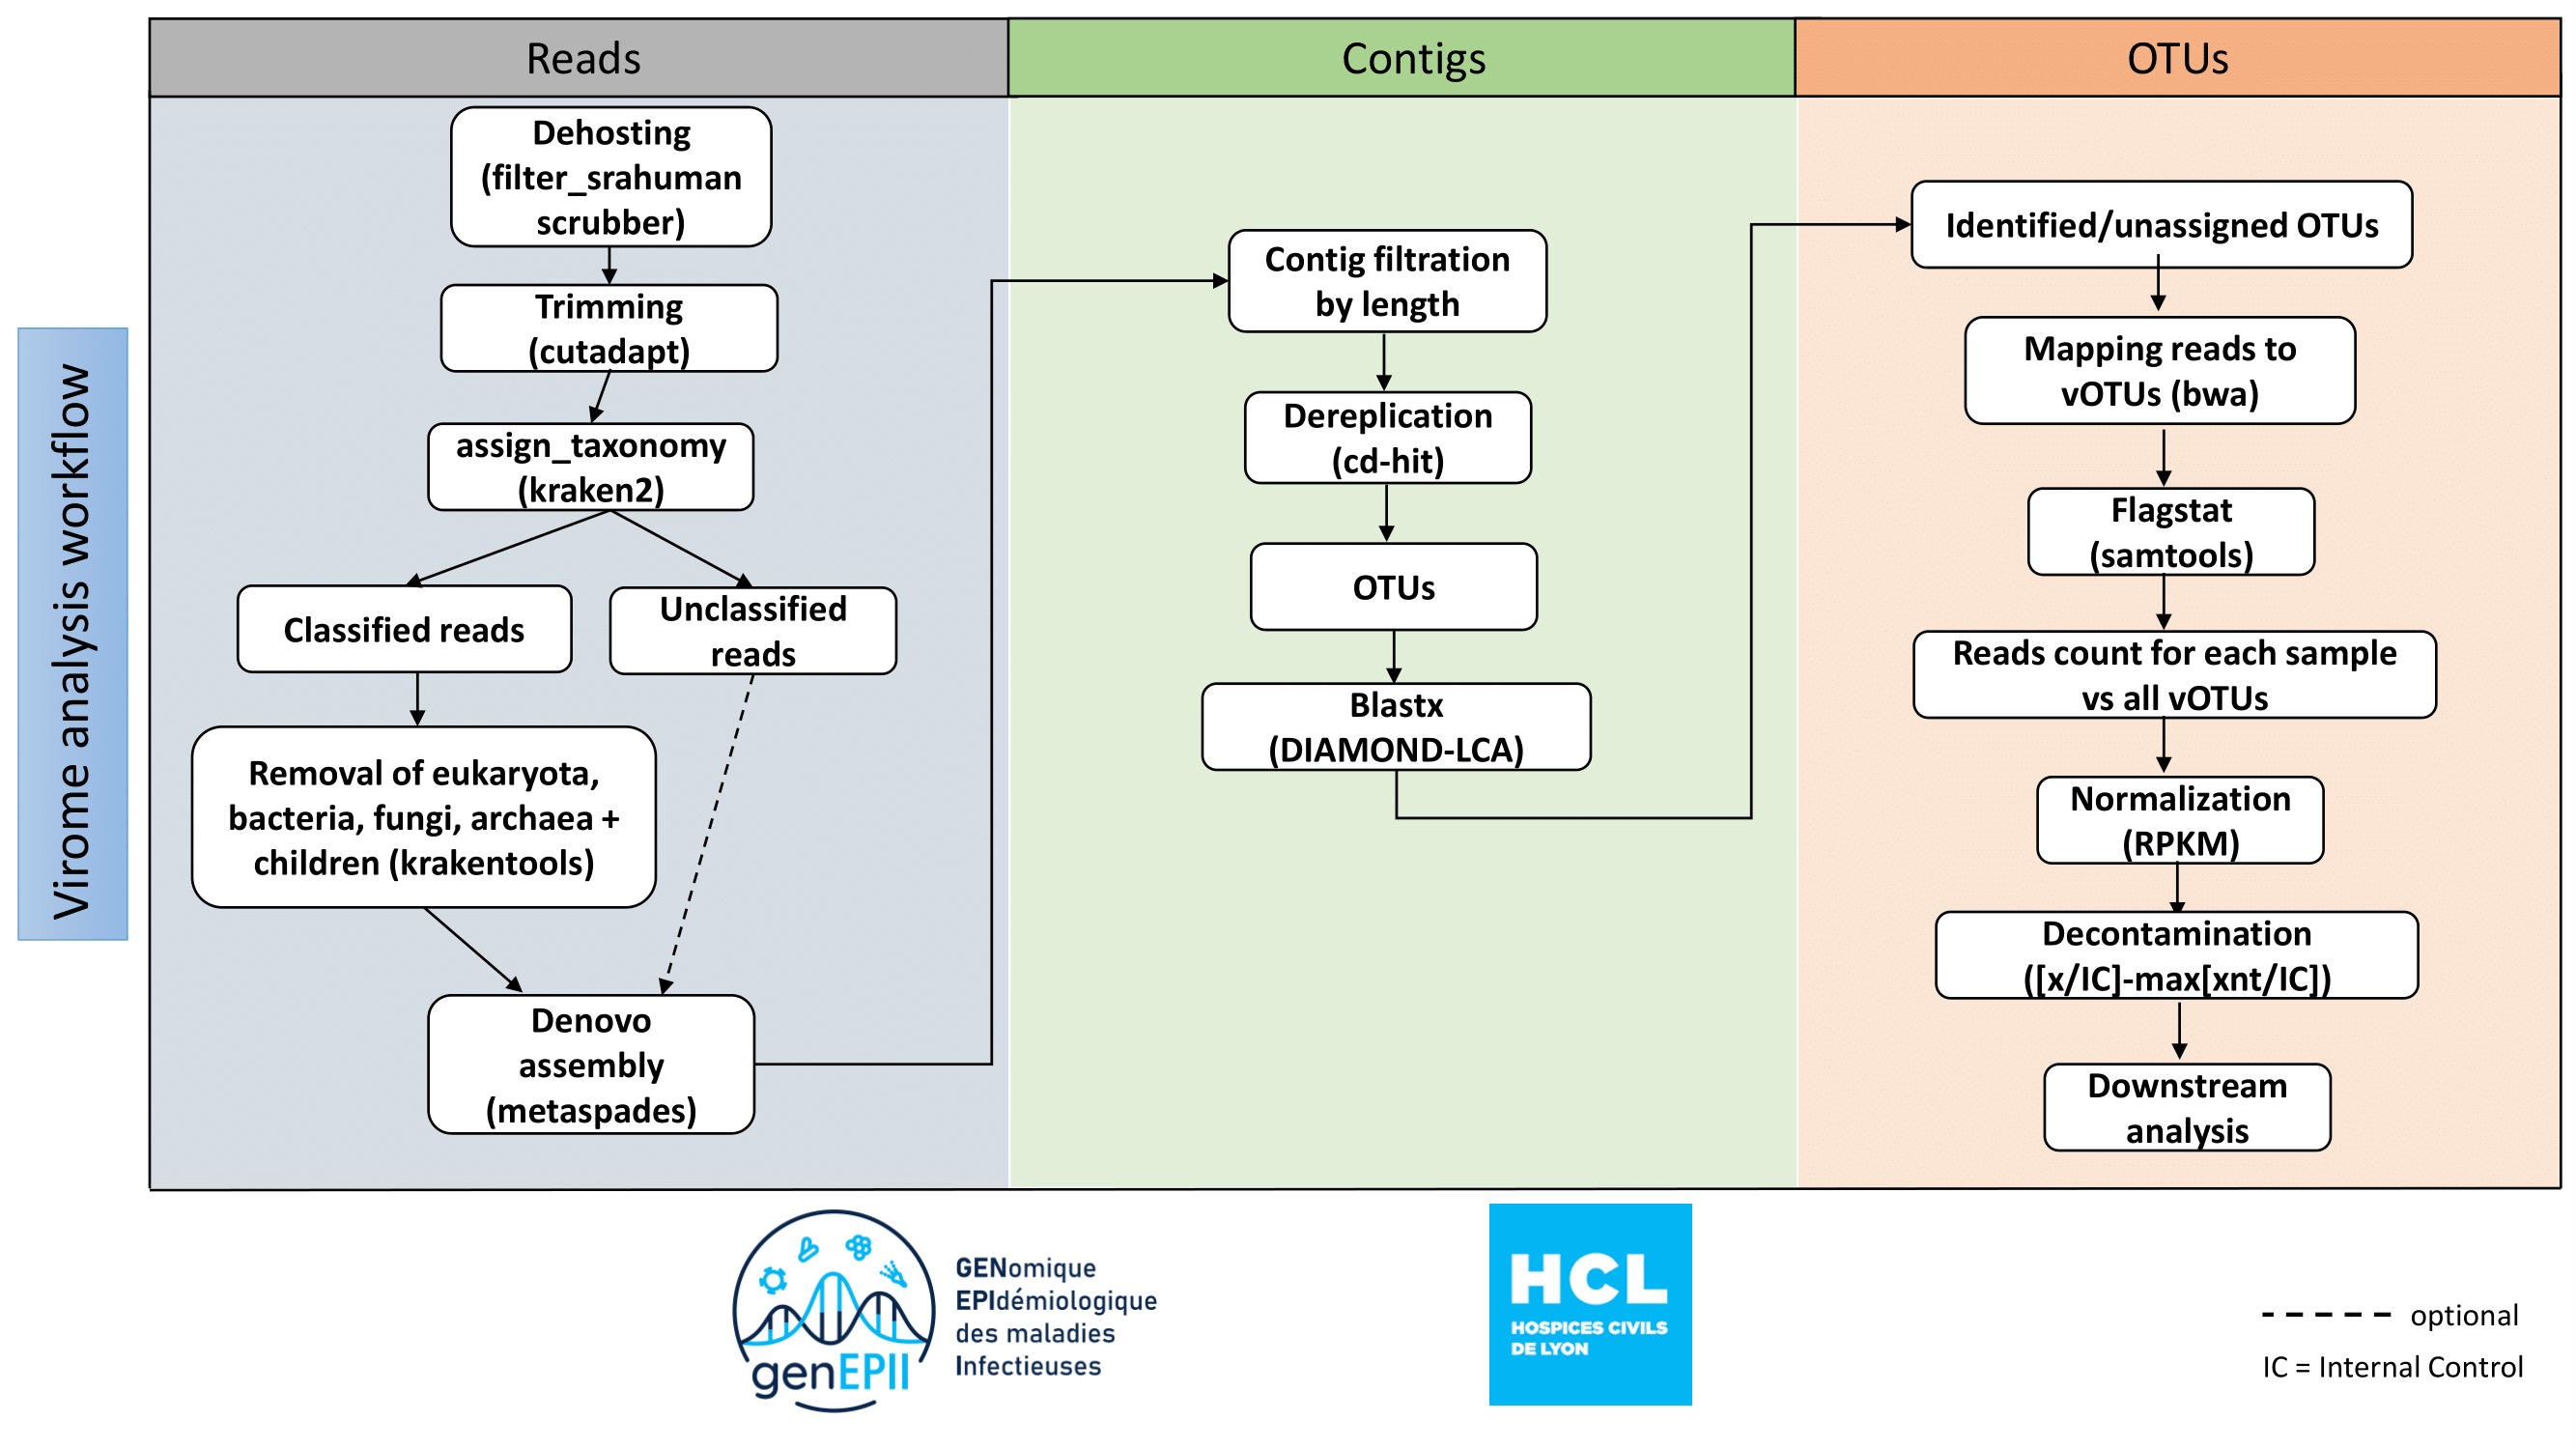 Reads
Contigs
OTUs
Virome analysis workflow
Dehosting
(filter_srahuman
scrubber)
Trimming
(cutadapt)
assign_taxonomy
(kraken2)
Classified reads
Unclassified
reads
Removal of eukaryota,
bacteria, fungi, archaea +
children (krakentools)
Denovo
assembly
(metaspades)
Contig filtration
by length
Dereplication
(cd-hit)
OTUs
Blastx
(DIAMOND-LCA)
Identified/unassigned OTUs
Mapping reads to
vOTUs (bwa)
Flagstat
(samtools)
Reads count for each sample
vs all vOTUs
Normalization
(RPKM)
Decontamination
([x/IC]-max[xnt/IC])
Downstream
analysis
genEPII
GENomique
EPIdémiologique
des maladies
Infectieuses
HCL
HOSPICES CIVILS
DE LYON
optional
IC = Internal Control